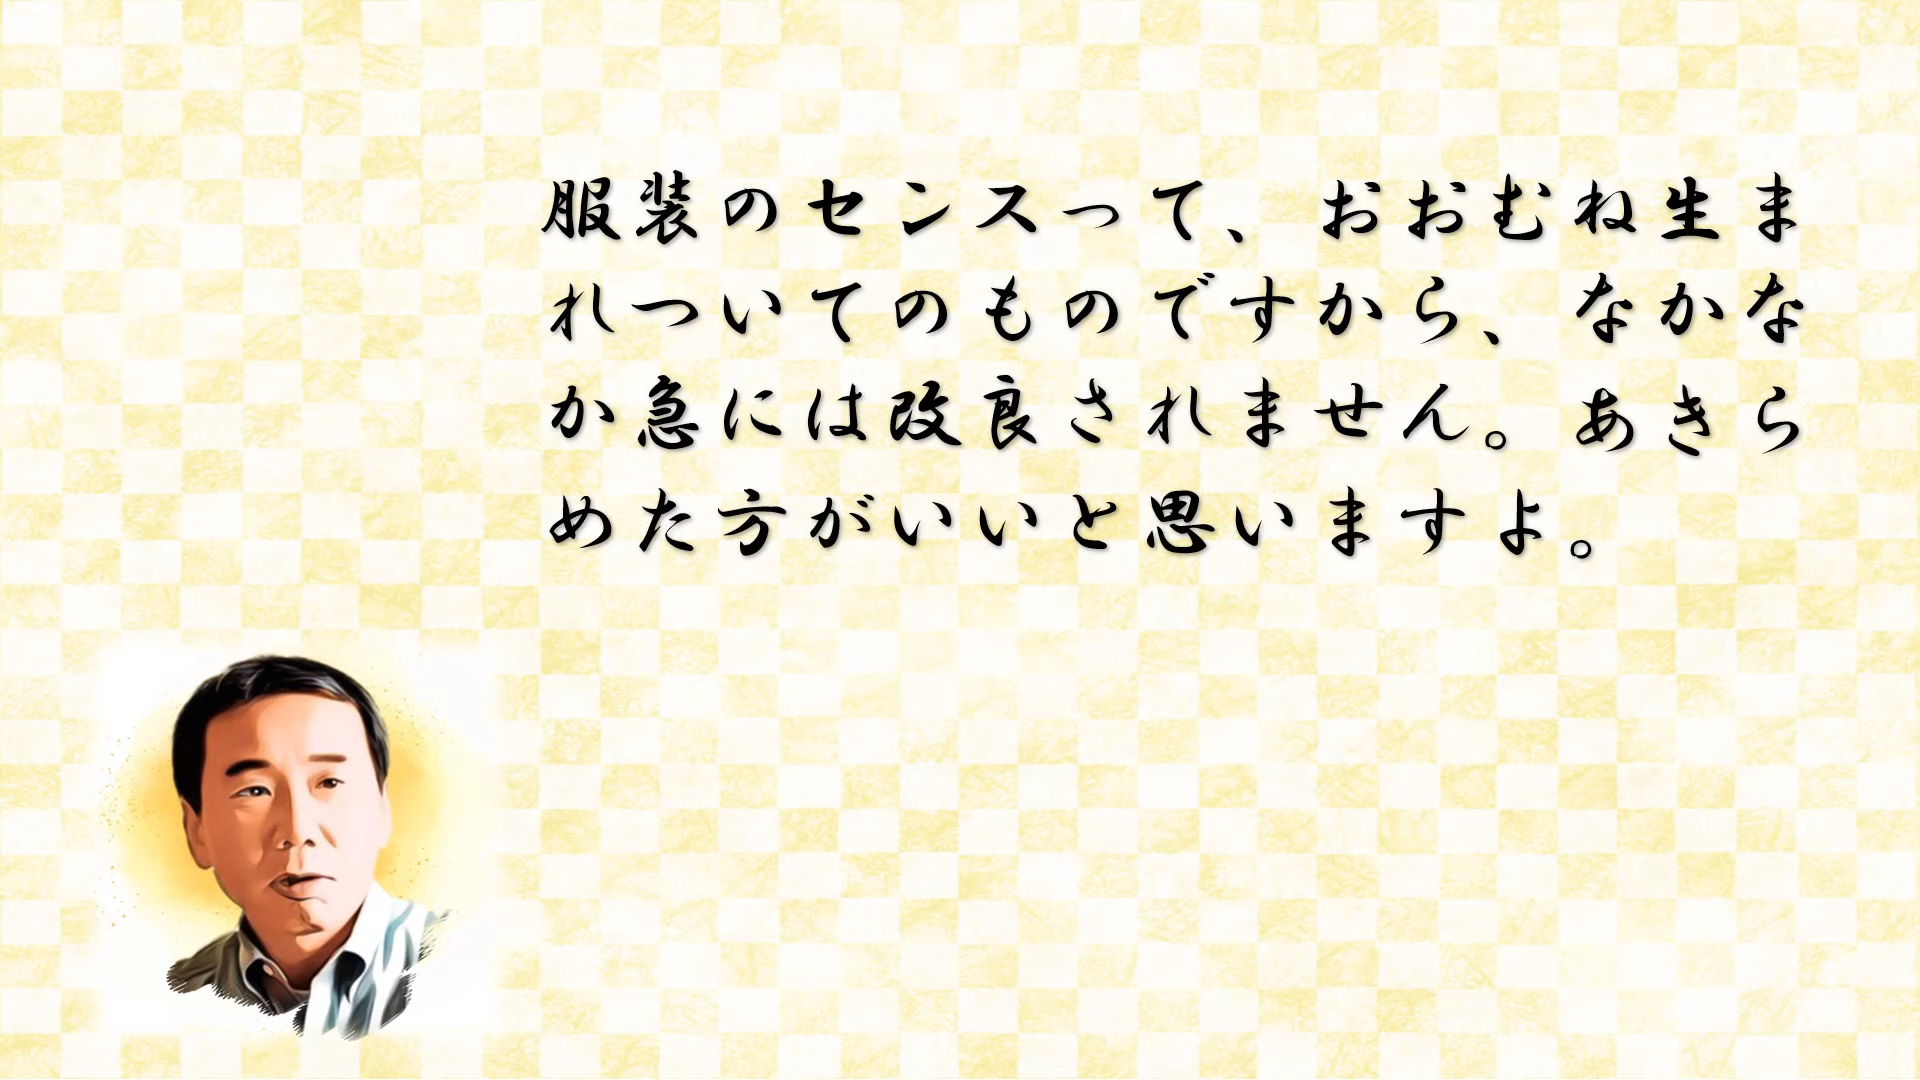 服装のセンスって、おおむね生ま
れついてのものですから、なかな
か急には改良されません。あきら
めた方がいいと思いますよ。